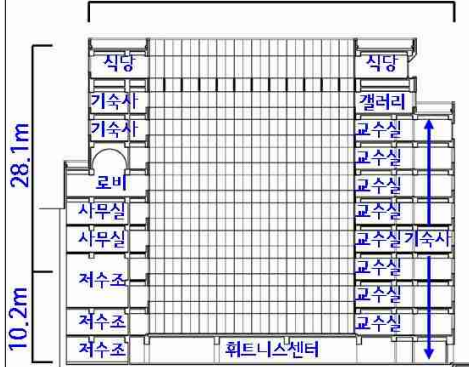 식당 식당
기숙사 갤러리
기숙사 교수실
교수실
로비 교수실
사무실 교수실
사무실 교수실 기숙사
저수조 교수실
교수실
저수조 교수실
저수조 휘트니스센터
28.1m
10.2m